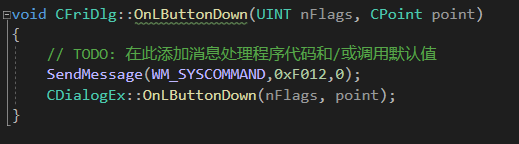 void CFriDlg::OnLButtonDown(UINT nFlags, CPoint point)
{
// TODO: 在此添加消息处理程序代码和/或调用默认值
SendMessage(WM_SYSCOMMAND,0xF012,0);
CDialogEx::OnLButtonDown(nFlags, point);
}